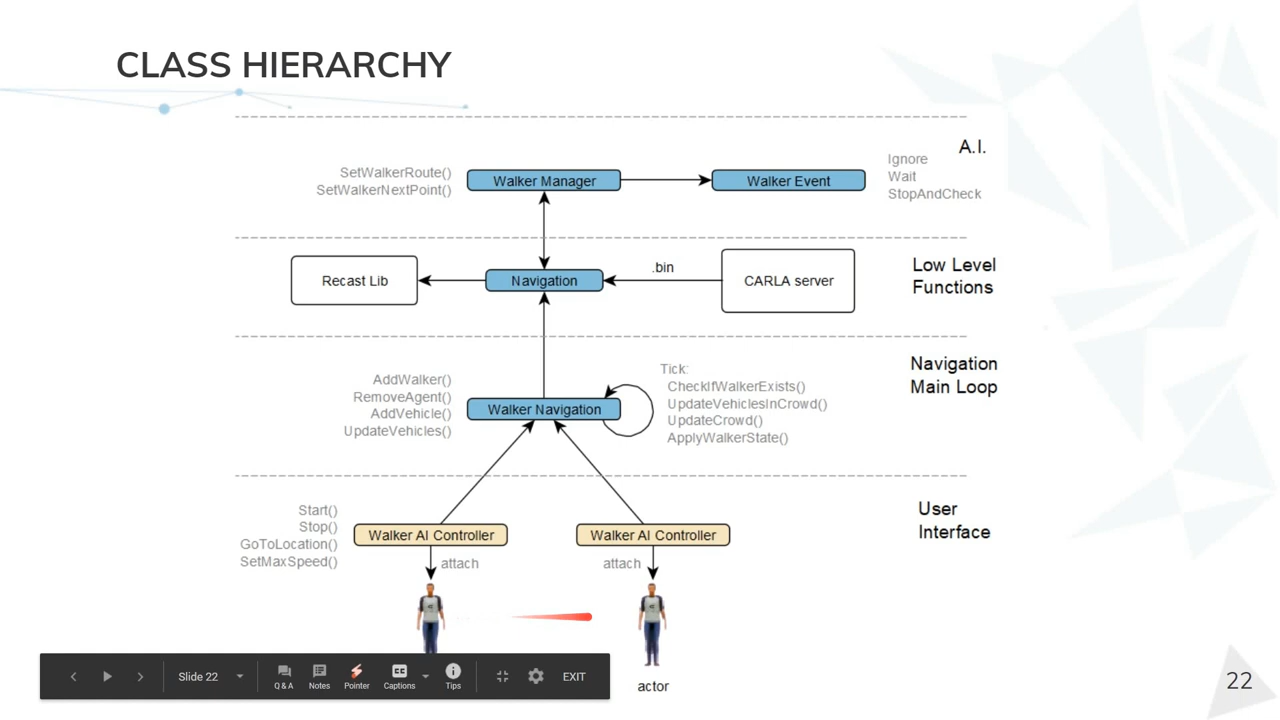 CLASS HIERARCHY
A.I.
SetWalkerRoute()
SetWalkerNextPoint()
Walker Manager
Walker Event
Ignore
Wait
StopAndCheck
Recast Lib
Navigation
.bin
CARLA server
Low Level
Functions
AddWalker()
RemoveAgent()
AddVehicle()
UpdateVehicles()
Walker Navigation
Tick:
CheckIfWalkerExists()
UpdateVehiclesInCrowd()
UpdateCrowd()
ApplyWalkerState()
Navigation
Main Loop
Start()
Stop()
GoToLocation()
SetMaxSpeed()
Walker AI Controller
Walker AI Controller
User
Interface
attach
attach
Slide 22
Q & A
Notes
Pointer
CC
Captions
Tips
EXIT
actor
22